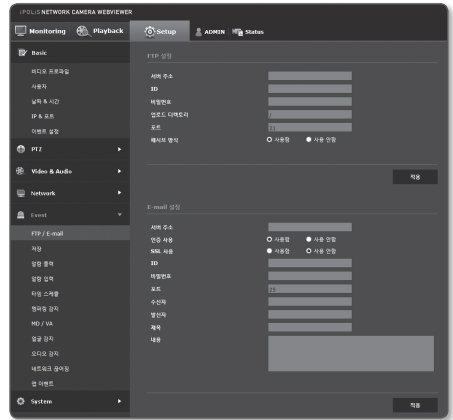 IPOLIS NETWORK CAMERA WEBVIEWER
Monitoring Playback Setup ADMIN Status
Basic
비디오 프로파일
사용자
날짜 & 시간
IP & 포트
이벤트 설정
PTZ
Video & Audio
Network
Event
FTP / E-mail
저장
알람 출력
알람 입력
타임 스케쥴
탬퍼링 감지
MD / VA
얼굴 감지
오디오 감지
네트워크 끊어짐
앱 이벤트
System
FTP 설정
서버 주소
ID
비밀번호
업로드 디렉토리 /
포트 21
패시브 방식 사용함 사용 안함
적용
E-mail 설정
서버 주소
인증 사용 사용함 사용 안함
SSL 사용 사용함 사용 안함
ID
비밀번호
포트 25
수신자
발신자
제목
내용
적용